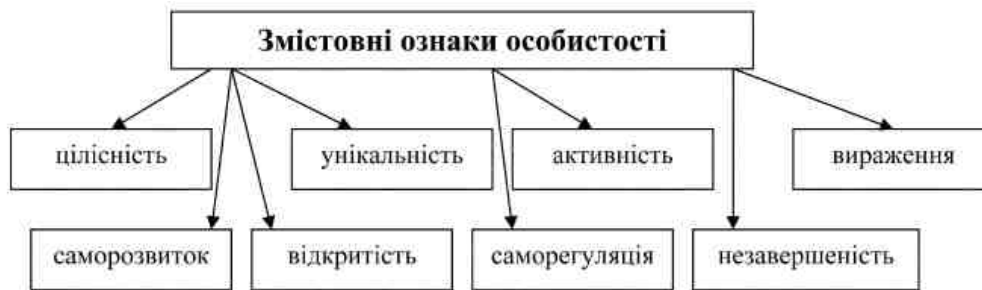 Змістовні ознаки особистості
цілісність
унікальність
активність
вираження
саморозвиток
відкритість
саморегуляція
незавершеність